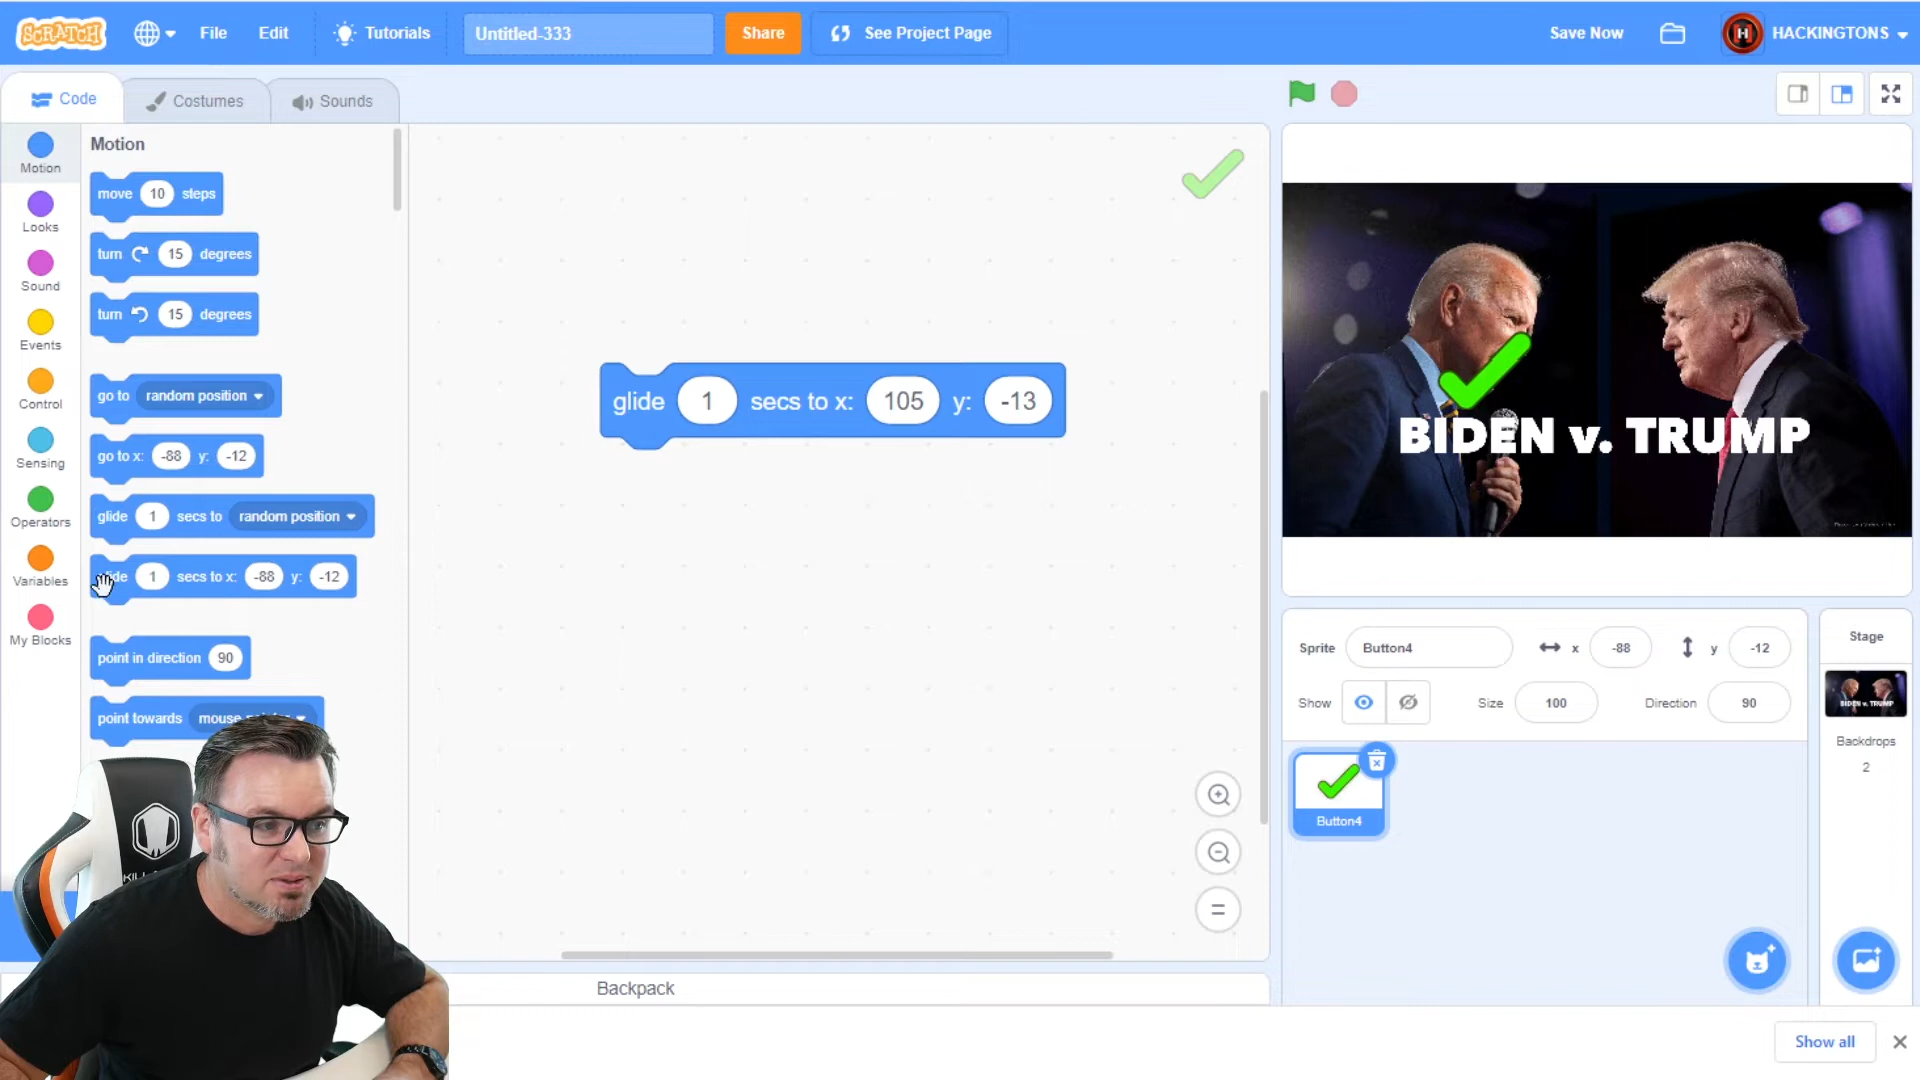 SCRATCH
File
Edit
Tutorials
Untitled-333
Share
See Project Page
Save Now
H
HACKINGTONS
Code
Costumes
Sounds
Motion
Looks
Sound
Events
Control
Sensing
Operators
Variables
My Blocks
Motion
move 10 steps
turn 15 degrees
turn 15 degrees
go to random position
go to x: -88 y: -12
glide 1 secs to random position
glide 1 secs to x: -88 y: -12
point in direction 90
point towards
glide 1 secs to x: 105 y: -13
Backpack
BIDEN v. TRUMP
Sprite Button4 x -88 y -12
Show Size 100 Direction 90
Button4
Stage
BIDEN v. TRUMP
Backdrops
2
Show all